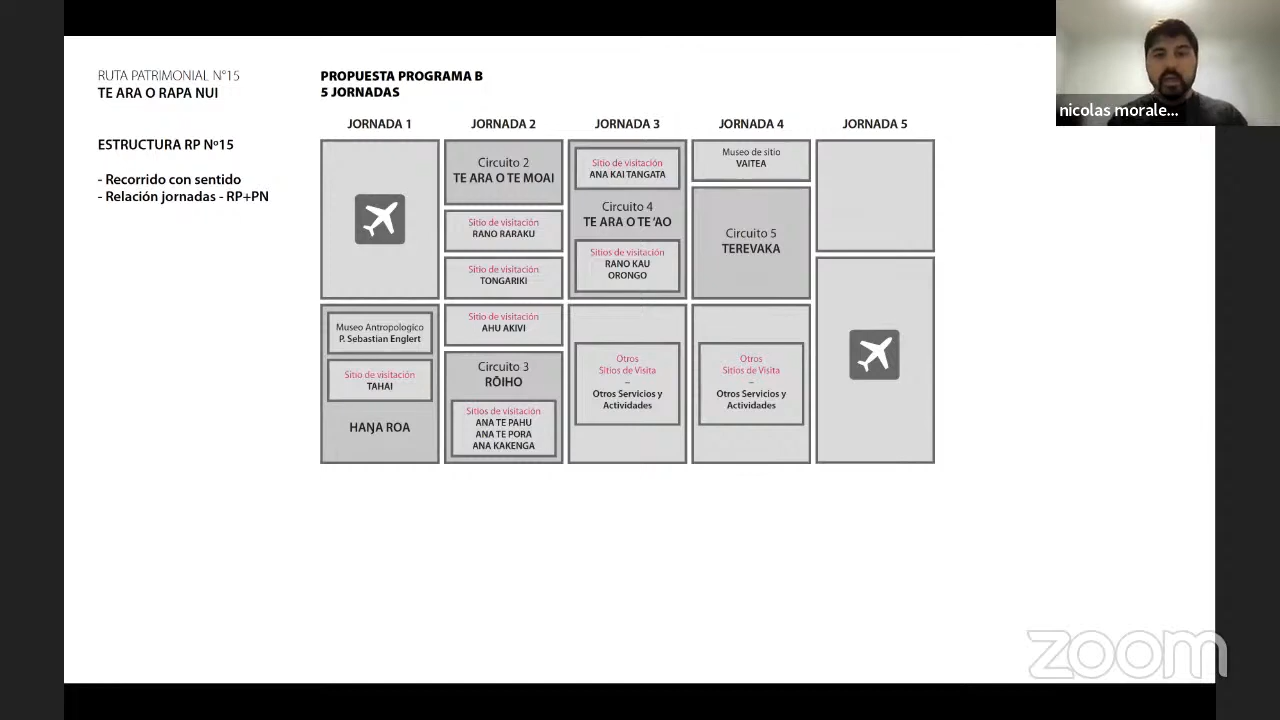 RUTA PATRIMONIAL N°15
TE ARA O RAPA NUI
ESTRUCTURA RP Nº15
- Recorrido con sentido
- Relación jornadas - RP+PN
PROPUESTA PROGRAMA B
5 JORNADAS
JORNADA 1
Museo Antropologico
P. Sebastian Englert
Sitio de visitación
TAHAI
HAŊA ROA
JORNADA 2
Circuito 2
TE ARA O TE MOAI
Sitio de visitación
RANO RARAKU
Sitio de visitación
TONGARIKI
Sitio de visitación
AHU AKIVI
Circuito 3
RŌIHO
Sitios de visitación
ANA TE PAHU
ANA TE PORA
ANA KAKENGA
JORNADA 3
Sitio de visitación
ANA KAI TANGATA
Circuito 4
TE ARA O TE 'AO
Sitios de visitación
RANO KAU
ORONGO
Otros
Sitios de Visita
–
Otros Servicios y
Actividades
JORNADA 4
Museo de sitio
VAITEA
Circuito 5
TEREVAKA
Otros
Sitios de Visita
–
Otros Servicios y
Actividades
JORNADA 5
nicolas morale...
zoom